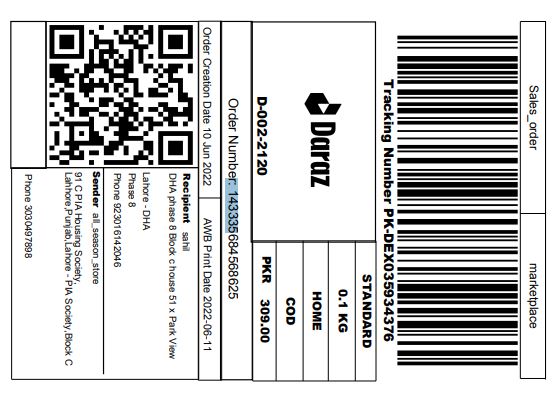 Sales_order
marketplace
Tracking Number PK-DEX035934376
Daraz
STANDARD
0.1 KG
HOME
COD
PKR 309.00
D-002-2120
Order Number: 143335684568625
Order Creation Date 10 Jun 2022
AWB Print Date 2022-06-11
Recipient sahil
DHA phase 8 Block c house 51 x Park View
Lahore - DHA
Phase 8
Phone 923016142046
Sender all_season_store
91 C PIA Housing Society,
Lahhore,Punjab,Lahore - PIA Society,Block C
Phone 3030497898